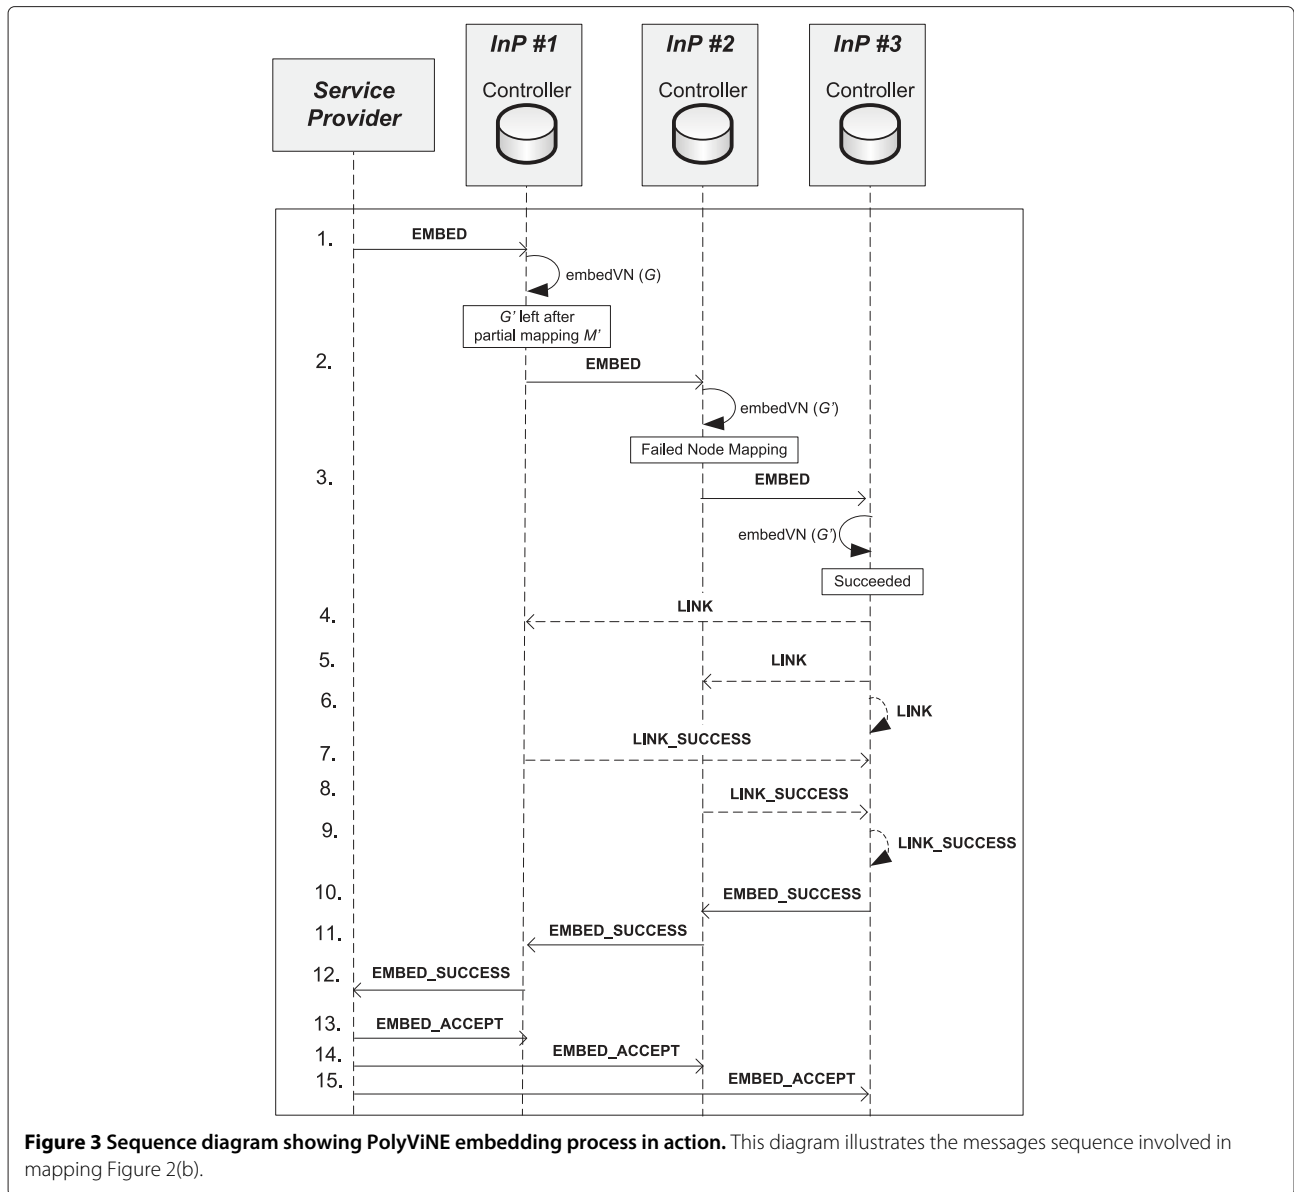 InP #1
InP #2
InP #3
Service
Provider
Controller
Controller
Controller
1.
EMBED
embedVN (G)
G' left after
partial mapping M'
2.
EMBED
embedVN (G')
Failed Node Mapping
3.
EMBED
embedVN (G')
Succeeded
4.
LINK
5.
LINK
6.
LINK
7.
LINK_SUCCESS
8.
LINK_SUCCESS
9.
LINK_SUCCESS
10.
EMBED_SUCCESS
11.
EMBED_SUCCESS
12.
EMBED_SUCCESS
13.
EMBED_ACCEPT
14.
EMBED_ACCEPT
15.
EMBED_ACCEPT
Figure 3 Sequence diagram showing PolyViNE embedding process in action. This diagram illustrates the messages sequence involved in
mapping Figure 2(b).